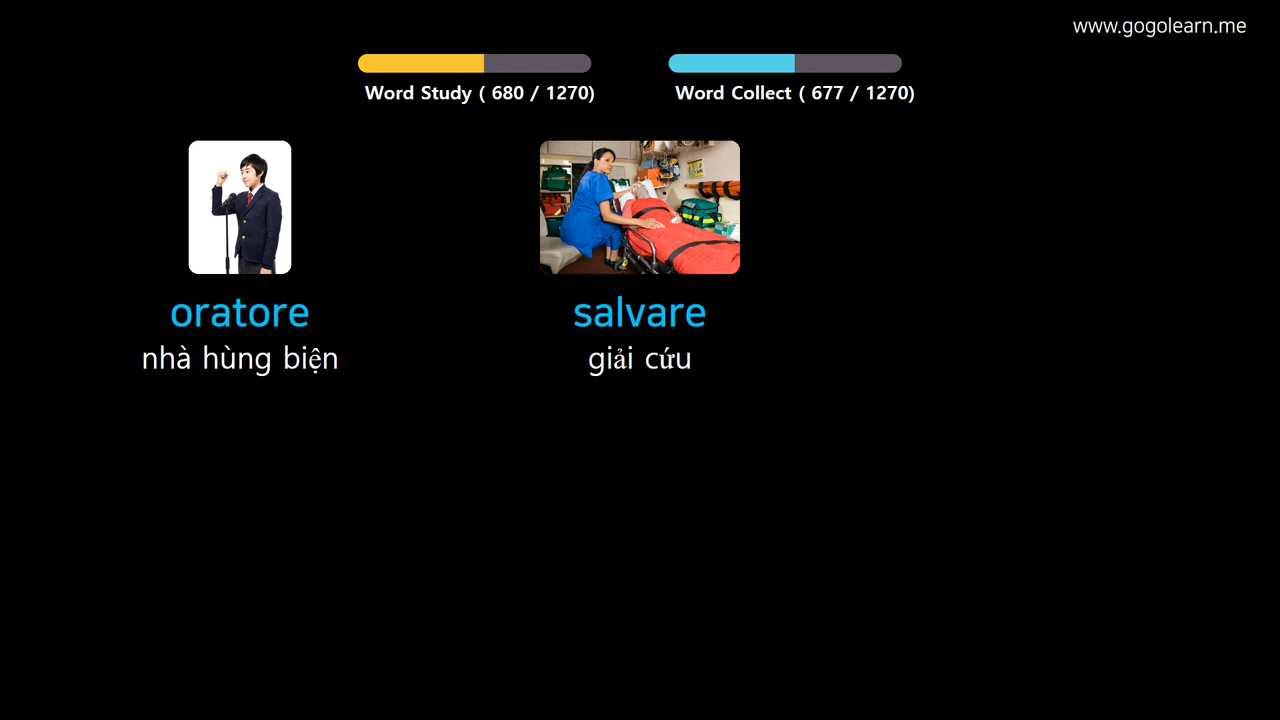 www.gogolearn.me
Word Study ( 680 / 1270)
Word Collect ( 677 / 1270)
oratore
nhà hùng biện
salvare
giải cứu